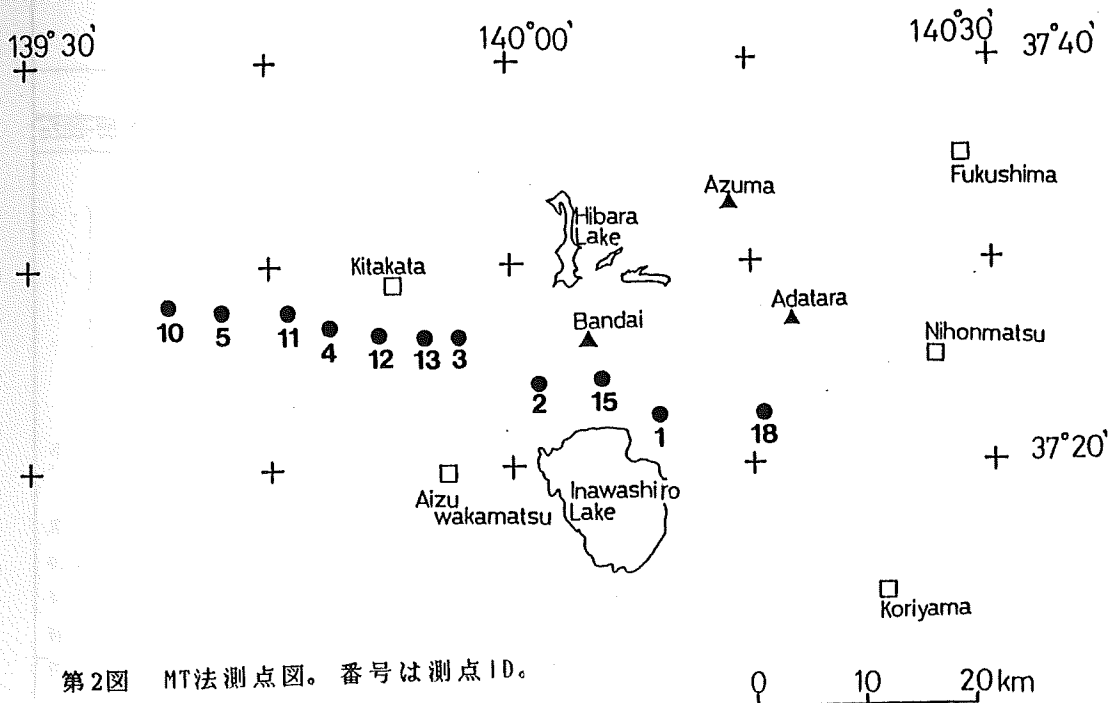 139°30'
140°00'
140°30'
37°40'
Fukushima
Azuma
Hibara
Lake
Kitakata
Adatara
Bandai
Nihonmatsu
10
5
11
4
12
13
3
2
15
1
18
37°20'
Aizu
wakamatsu
Inawashiro
Lake
Koriyama
第2図 MT法測点図。番号は測点ID。
0 10 20km